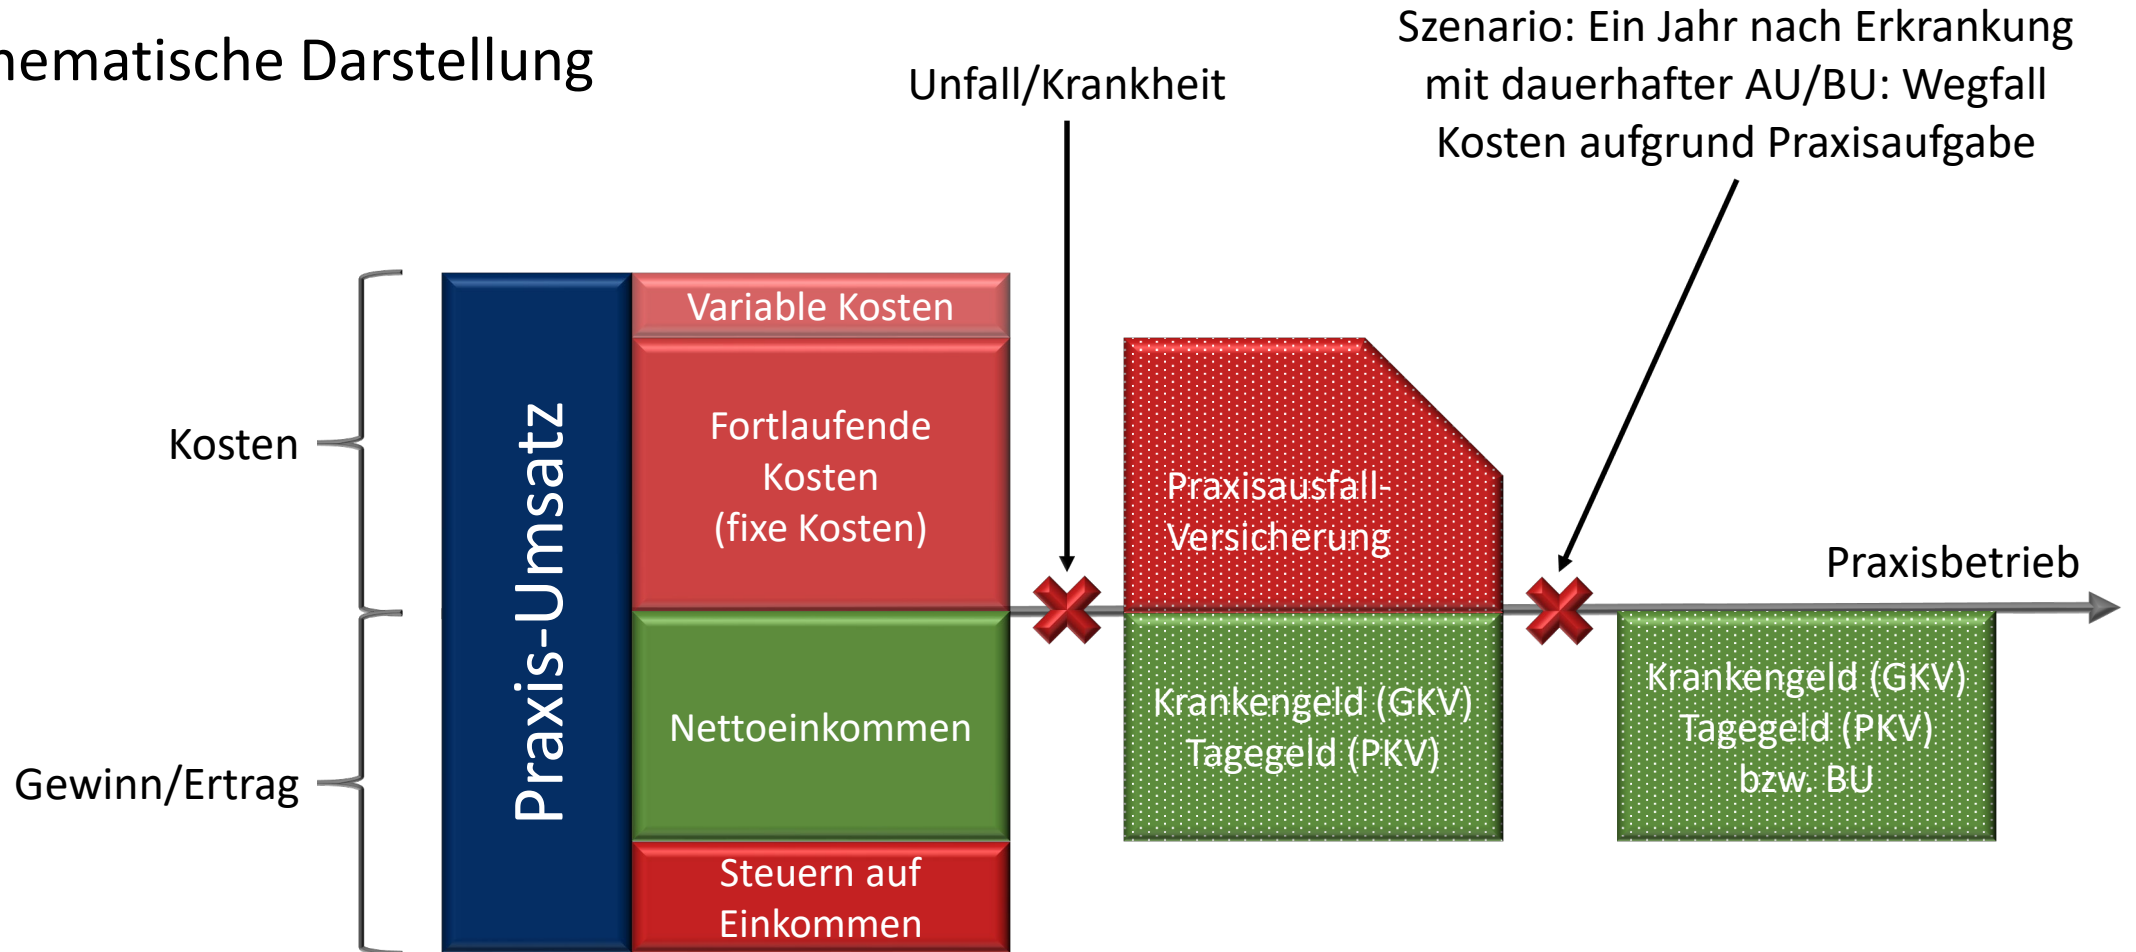 hematische Darstellung
Unfall/Krankheit
Szenario: Ein Jahr nach Erkrankung
mit dauerhafter AU/BU: Wegfall
Kosten aufgrund Praxisaufgabe
Kosten
Gewinn/Ertrag
Praxis-Umsatz
Variable Kosten
Fortlaufende
Kosten
(fixe Kosten)
Nettoeinkommen
Steuern auf
Einkommen
Praxisausfall-
Versicherung
Krankengeld (GKV)
Tagegeld (PKV)
Praxisbetrieb
Krankengeld (GKV)
Tagegeld (PKV)
bzw. BU